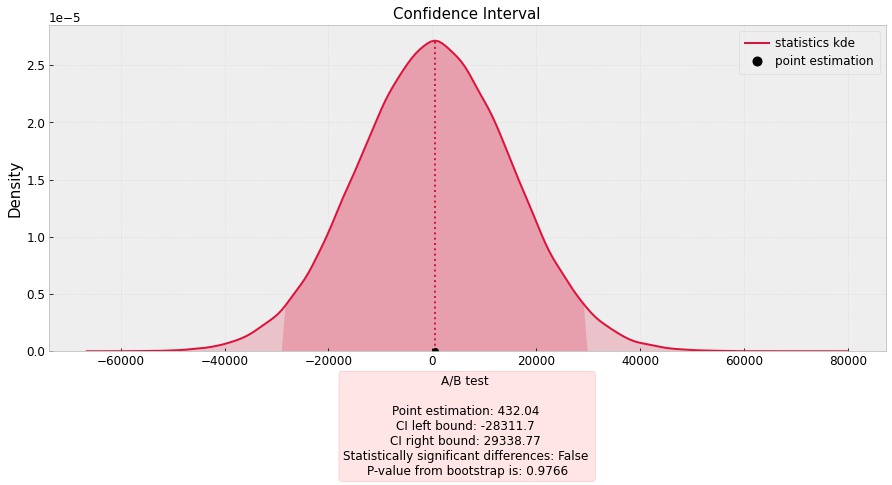 Confidence Interval
1e−5
statistics kde
point estimation
2.5
2.0
1.5
1.0
0.5
0.0
Density
−60000 −40000 −20000 0 20000 40000 60000 80000
A/B test
Point estimation: 432.04
CI left bound: -28311.7
CI right bound: 29338.77
Statistically significant differences: False
P-value from bootstrap is: 0.9766